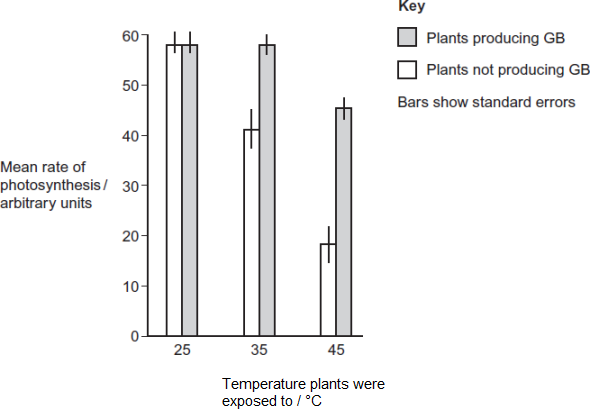 Key
Plants producing GB
Plants not producing GB
Bars show standard errors
Mean rate of
photosynthesis /
arbitrary units
60
50
40
30
20
10
0
25 35 45
Temperature plants were
exposed to / °C